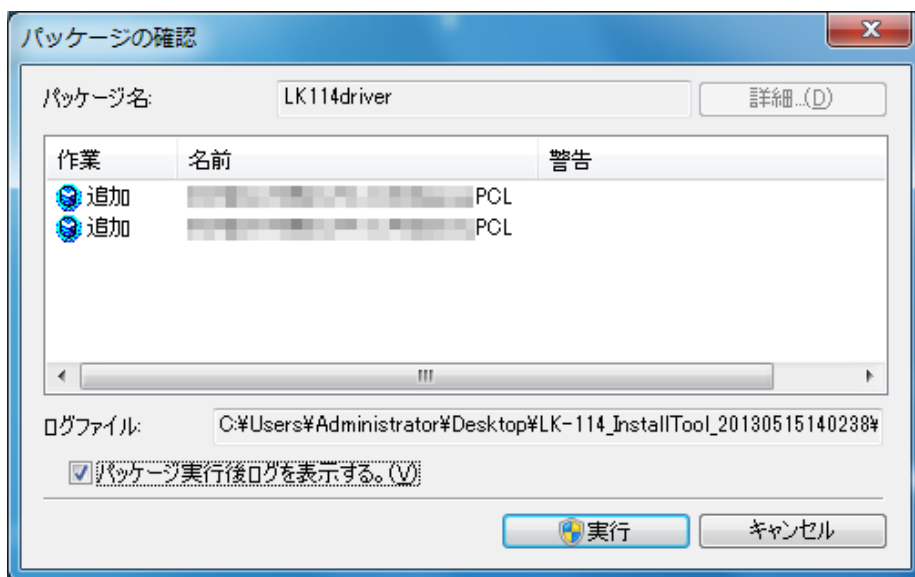 パッケージの確認
パッケージ名: LK114driver 詳細...(D)
作業 名前 警告
追加 PCL
追加 PCL
ログファイル: C:¥Users¥Administrator¥Desktop¥LK-114_InstallTool_20130515140238¥
パッケージ実行後ログを表示する。(V)
実行 キャンセル